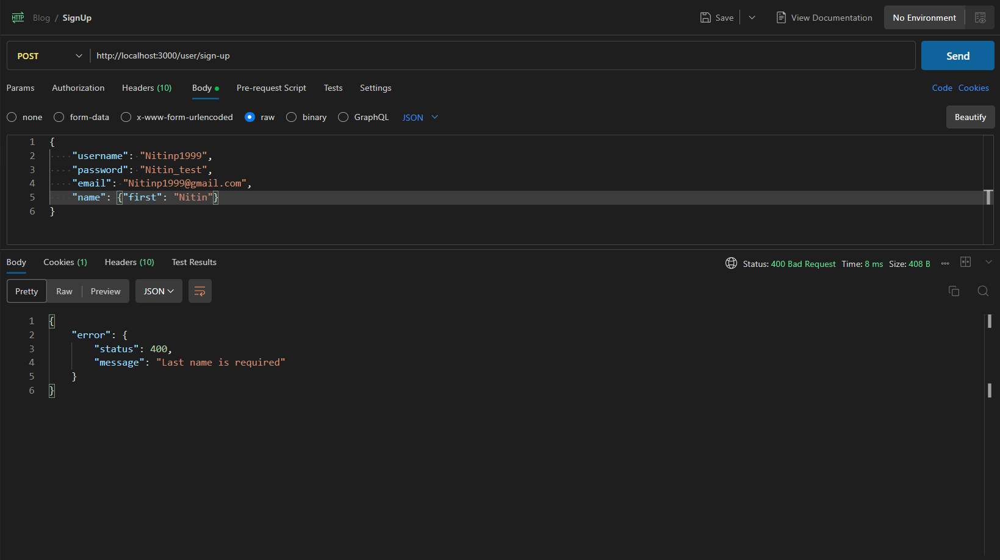 HTTP Blog / SignUp Save View Documentation No Environment
POST http://localhost:3000/user/sign-up Send
Params Authorization Headers (10) Body Pre-request Script Tests Settings Code Cookies
none form-data x-www-form-urlencoded raw binary GraphQL JSON Beautify
1 {
2 "username": "Nitinp1999",
3 "password": "Nitin_test",
4 "email": "Nitinp1999@gmail.com",
5 "name": {"first": "Nitin"}
6 }
Body Cookies (1) Headers (10) Test Results Status: 400 Bad Request Time: 8 ms Size: 408 B
Pretty Raw Preview JSON
1 {
2 "error": {
3 "status": 400,
4 "message": "Last name is required"
5 }
6 }